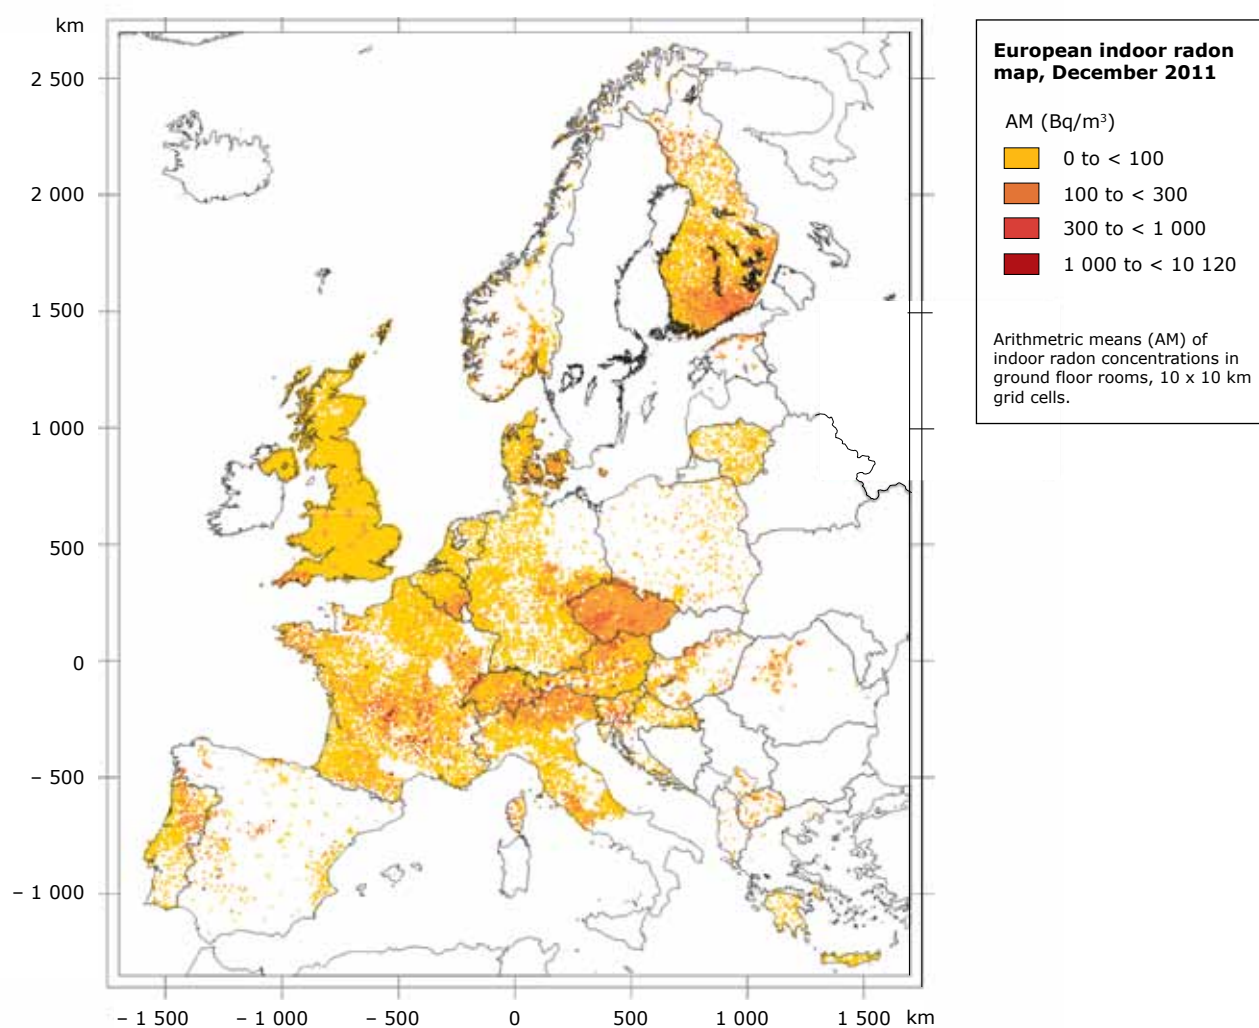 km
2 500
2 000
1 500
1 000
500
0
– 500
– 1 000
– 1 500
– 1 000
– 500
0
500
1 000
1 500
km
European indoor radon
map, December 2011
AM (Bq/m³)
0 to < 100
100 to < 300
300 to < 1 000
1 000 to < 10 120
Arithmetric means (AM) of
indoor radon concentrations in
ground floor rooms, 10 x 10 km
grid cells.